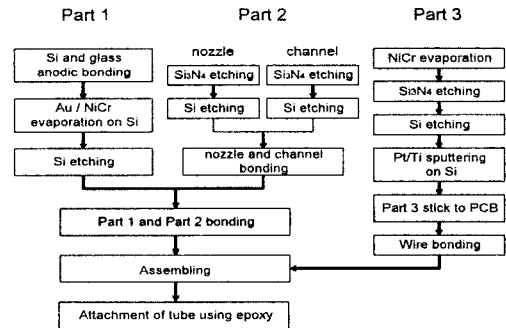 Part 1
Part 2
Part 3
Si and glass
anodic bonding
Au / NiCr
evaporation on Si
Si etching
nozzle
channel
Si₃N₄ etching
Si₃N₄ etching
Si etching
Si etching
nozzle and channel
bonding
NiCr evaporation
Si3N₄ etching
Si etching
Pt/Ti sputtering
on Si
Part 3 stick to PCB
Wire bonding
Part 1 and Part 2 bonding
Assembling
Attachment of tube using epoxy